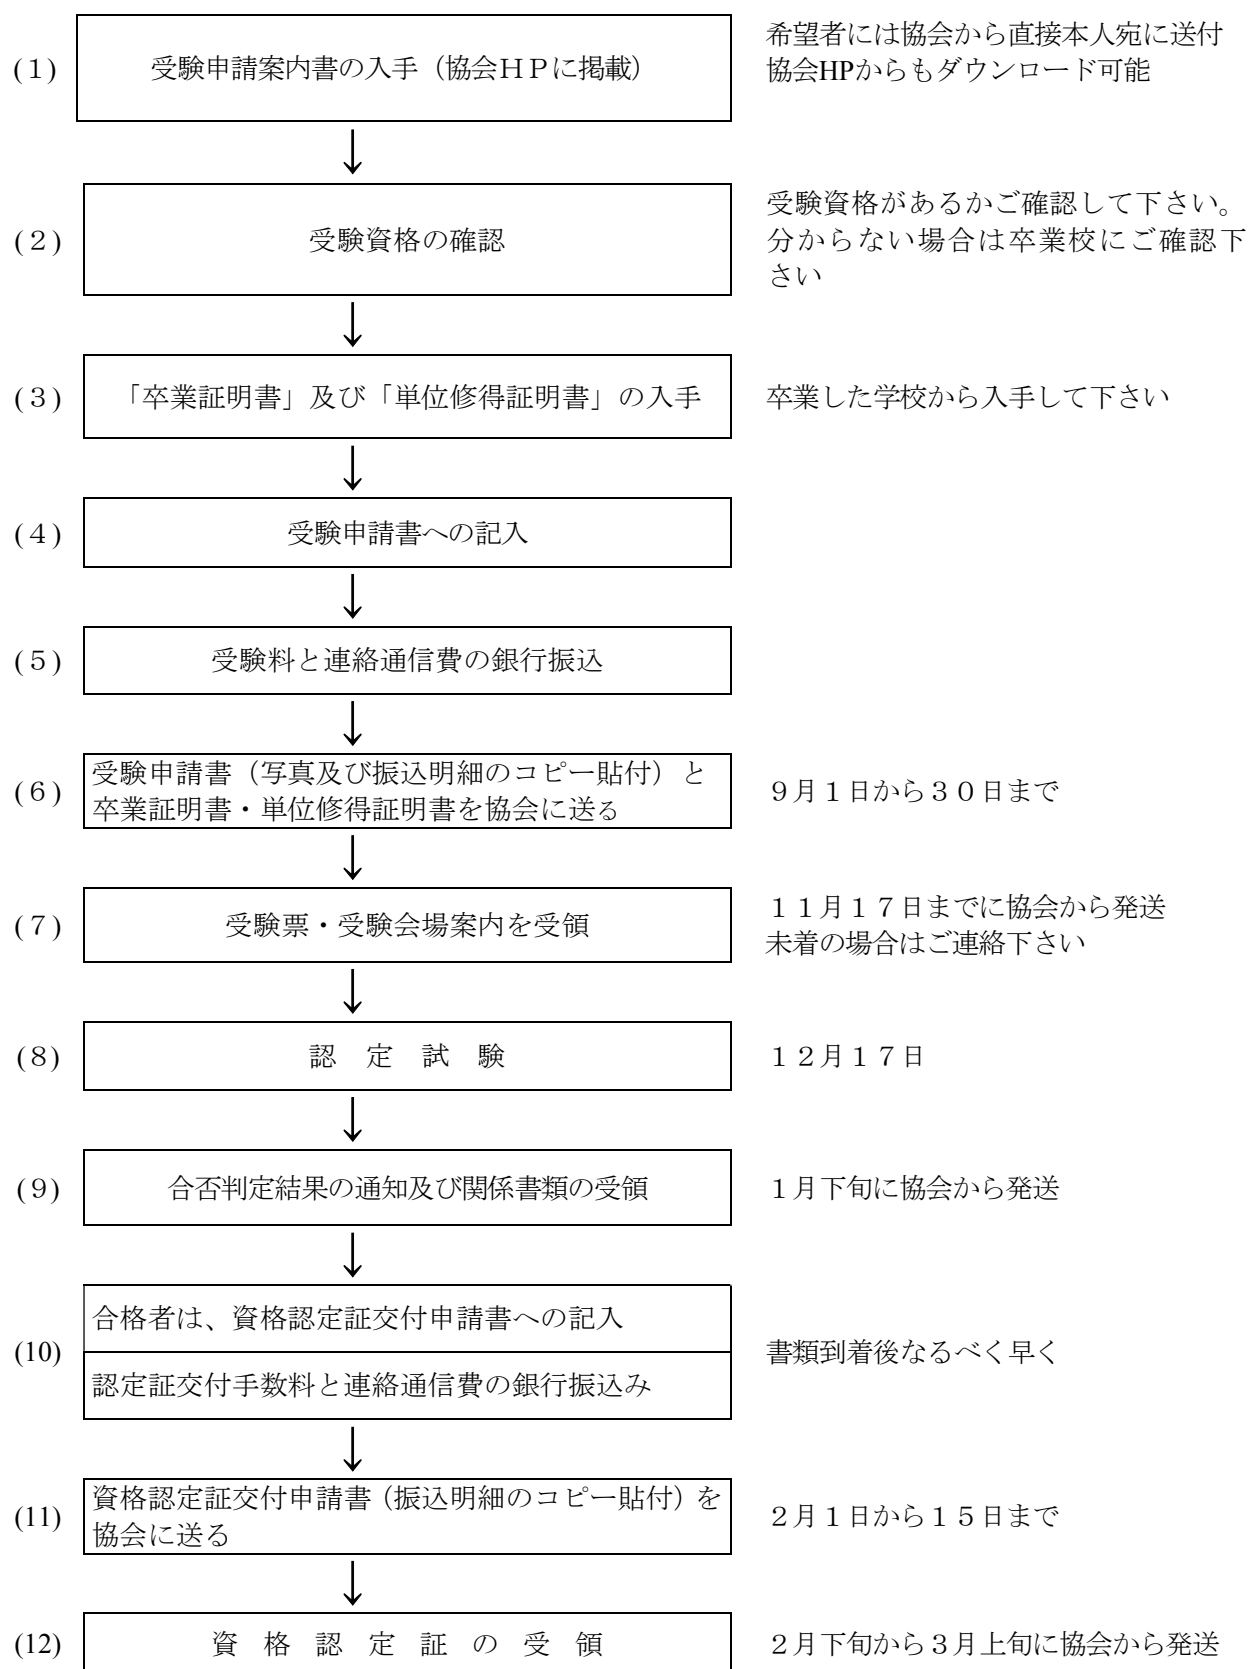 (１) 受験申請案内書の入手（協会ＨＰに掲載） 希望者には協会から直接本人宛に送付
協会HPからもダウンロード可能
↓
(２) 受験資格の確認 受験資格があるかご確認して下さい。
分からない場合は卒業校にご確認下
さい
↓
(３) 「卒業証明書」及び「単位修得証明書」の入手 卒業した学校から入手して下さい
↓
(４) 受験申請書への記入
↓
(５) 受験料と連絡通信費の銀行振込
↓
(６) 受験申請書（写真及び振込明細のコピー貼付）と
卒業証明書・単位修得証明書を協会に送る
９月１日から３０日まで
↓
(７) 受験票・受験会場案内を受領 １１月１７日までに協会から発送
未着の場合はご連絡下さい
↓
(８) 認　定　試　験 １２月１７日
↓
(９) 合否判定結果の通知及び関係書類の受領 １月下旬に協会から発送
↓
(10) 合格者は、資格認定証交付申請書への記入
認定証交付手数料と連絡通信費の銀行振込み
書類到着後なるべく早く
↓
(11) 資格認定証交付申請書（振込明細のコピー貼付）を
協会に送る
２月１日から１５日まで
↓
(12) 資　格　認　定　証　の　受　領 ２月下旬から３月上旬に協会から発送